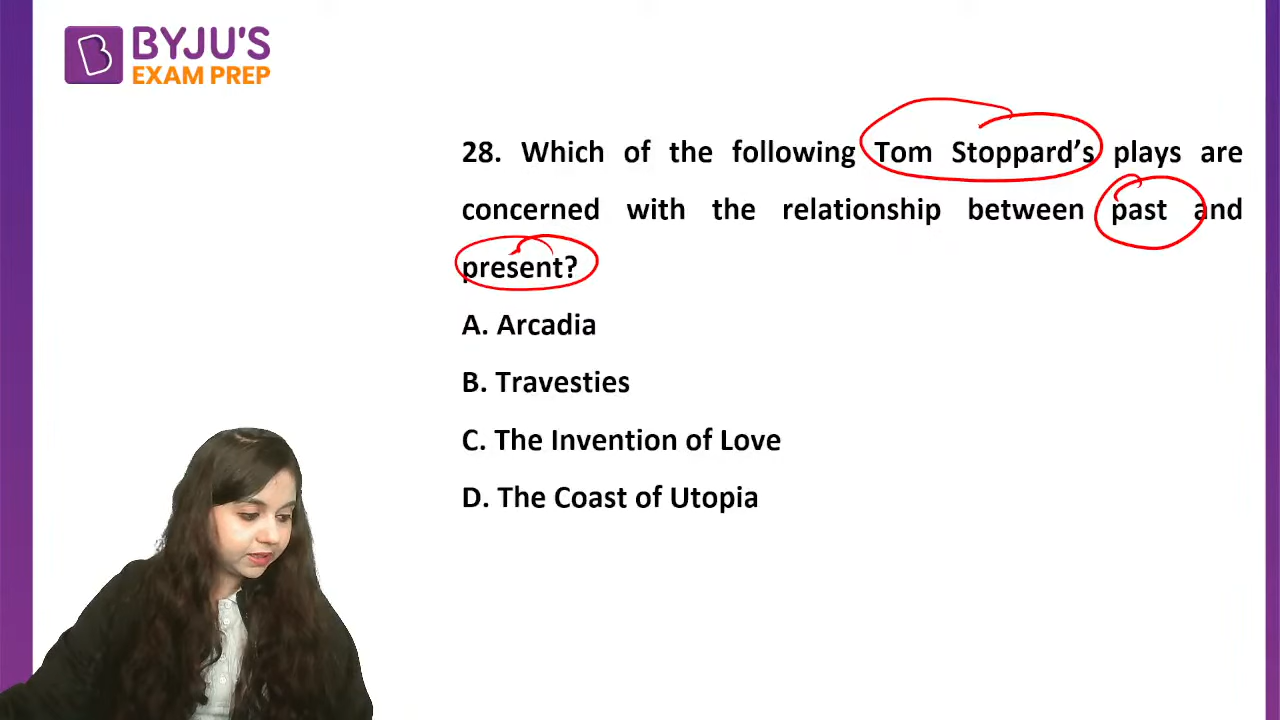 BYJU'S
EXAM PREP
28. Which of the following Tom Stoppard's plays are
concerned with the relationship between past and
present?
A. Arcadia
B. Travesties
C. The Invention of Love
D. The Coast of Utopia